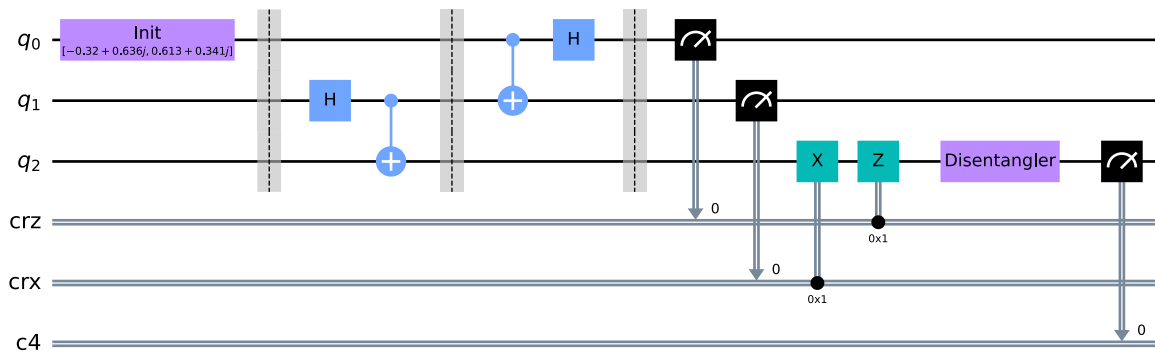 q0 Init
[−0.32 + 0.636j, 0.613 + 0.341j]
H
q1 H
q2 X Z Disentangler
crz 0
0x1
crx 0
0x1
c4 0